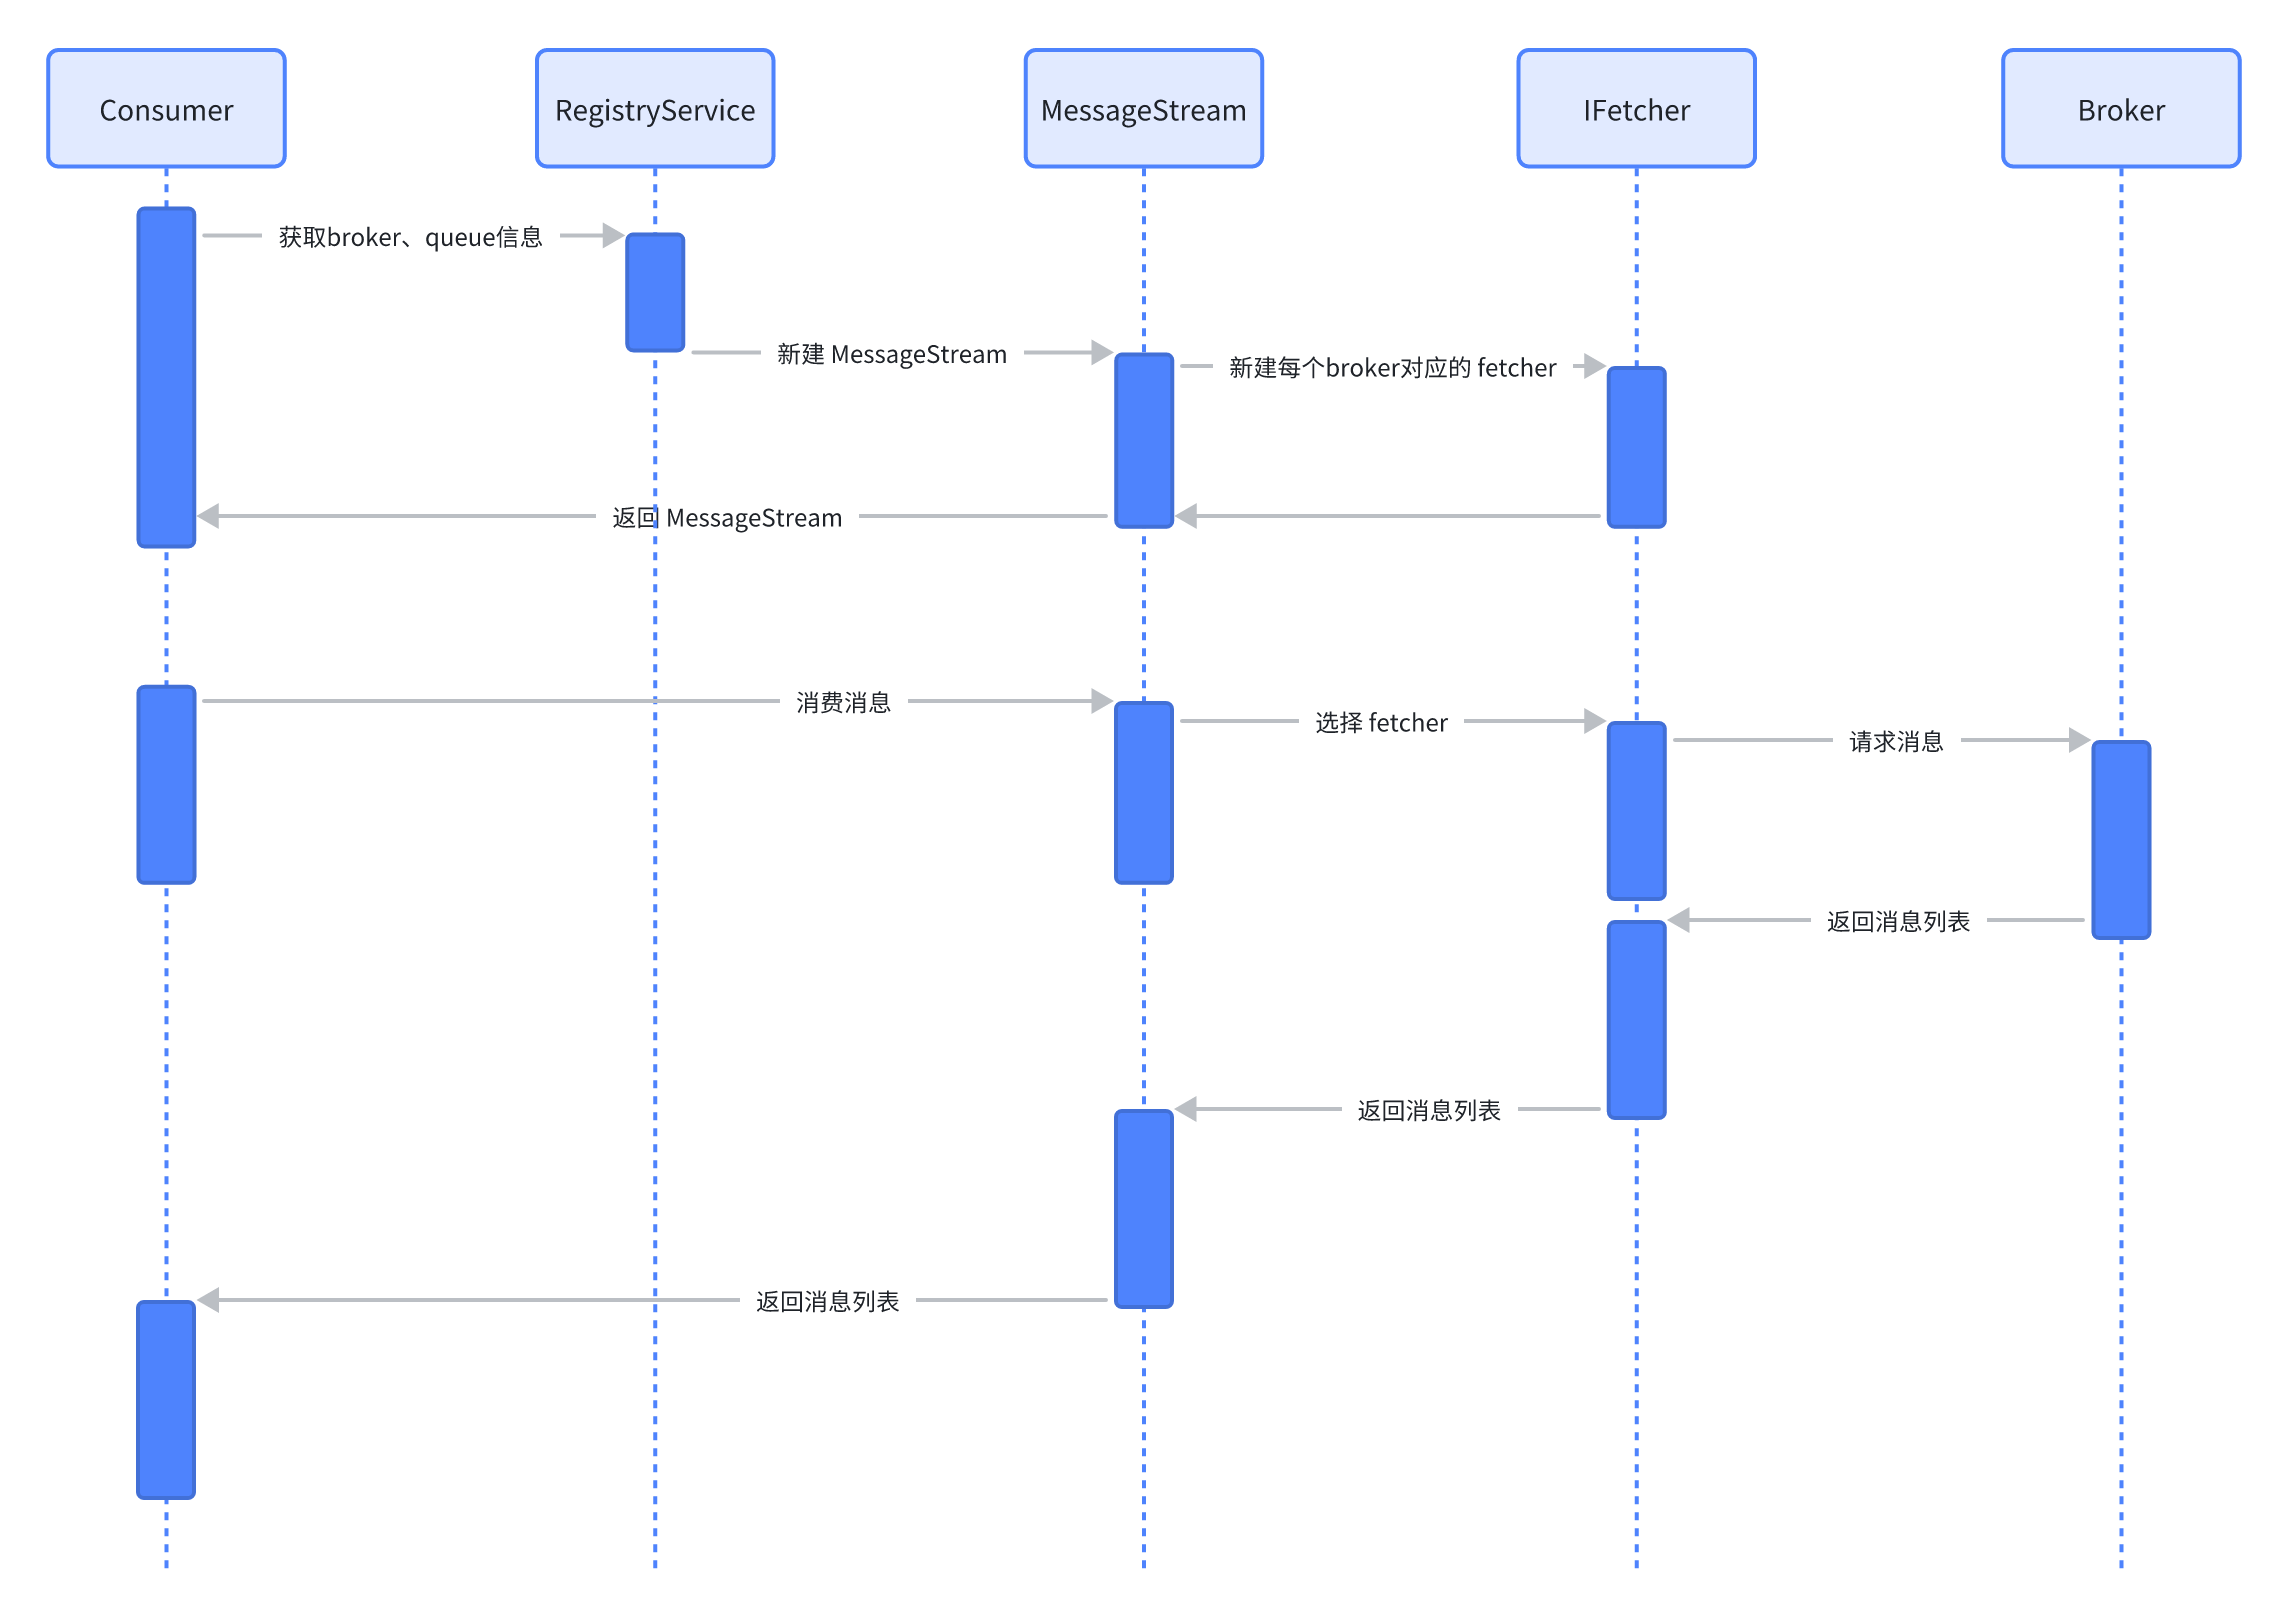 Consumer
RegistryService
MessageStream
IFetcher
Broker
获取broker、queue信息
新建 MessageStream
新建每个broker对应的 fetcher
返回 MessageStream
消费消息
选择 fetcher
请求消息
返回消息列表
返回消息列表
返回消息列表